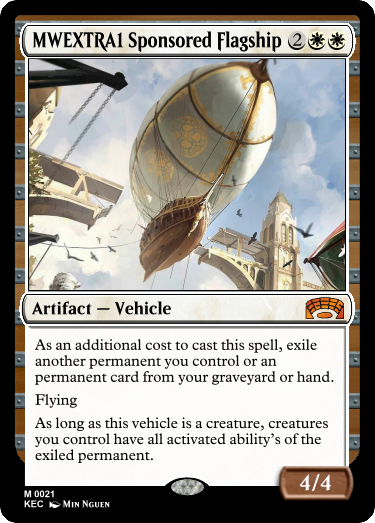 MWEXTRA1 Sponsored Flagship 2
Artifact — Vehicle
As an additional cost to cast this spell, exile
another permanent you control or an
permanent card from your graveyard or hand.
Flying
As long as this vehicle is a creature, creatures
you control have all activated ability's of the
exiled permanent.
4/4
M 0021
KEC Min Nguen